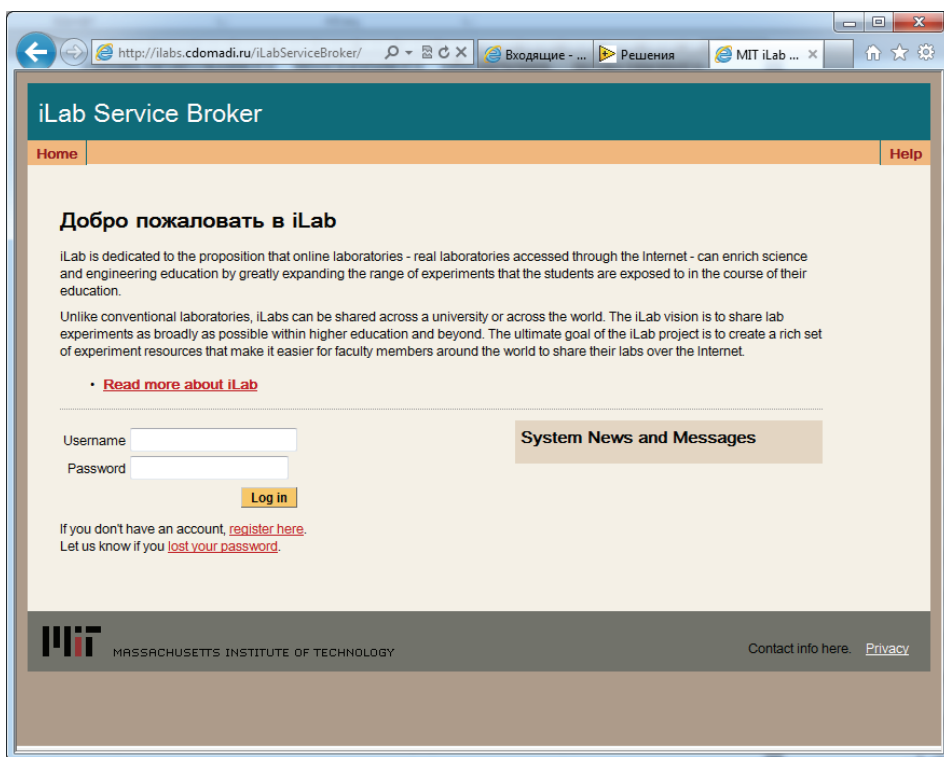 http://ilabs.cdomadi.ru/iLabServiceBroker/
Входящие - ...
Решения
MIT iLab ...
iLab Service Broker
Home
Help
Добро пожаловать в iLab
iLab is dedicated to the proposition that online laboratories - real laboratories accessed through the Internet - can enrich science
and engineering education by greatly expanding the range of experiments that the students are exposed to in the course of their
education.
Unlike conventional laboratories, iLabs can be shared across a university or across the world. The iLab vision is to share lab
experiments as broadly as possible within higher education and beyond. The ultimate goal of the iLab project is to create a rich set
of experiment resources that make it easier for faculty members around the world to share their labs over the Internet.
• Read more about iLab
Username
Password
Log in
System News and Messages
If you don't have an account, register here.
Let us know if you lost your password.
MIT
MASSACHUSETTS INSTITUTE OF TECHNOLOGY
Contact info here. Privacy